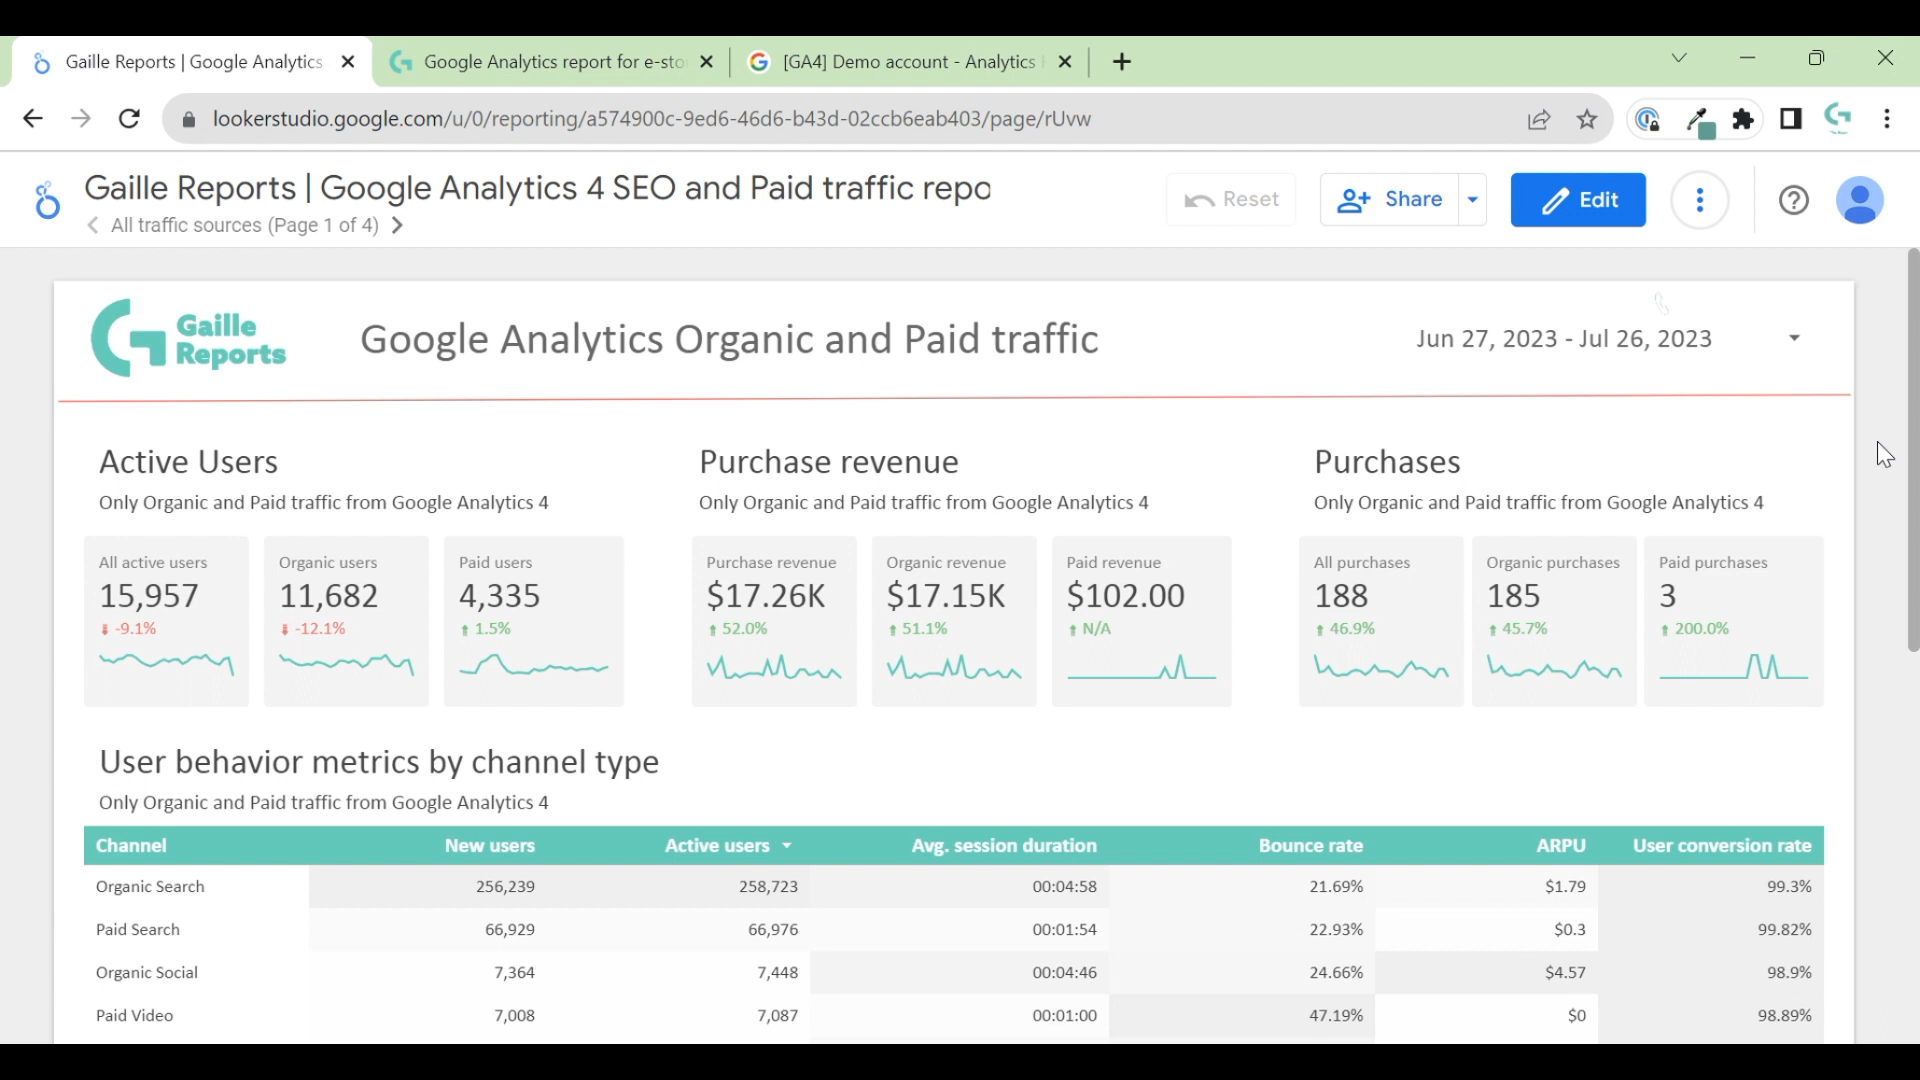 Gaille Reports | Google Analytics
Google Analytics report for e-sto
[GA4] Demo account - Analytics
lookerstudio.google.com/u/0/reporting/a574900c-9ed6-46d6-b43d-02ccb6eab403/page/rUvw
Gaille Reports | Google Analytics 4 SEO and Paid traffic repo
All traffic sources (Page 1 of 4)
Reset
Share
Edit
Gaille
Reports
Google Analytics Organic and Paid traffic
Jun 27, 2023 - Jul 26, 2023
Active Users
Only Organic and Paid traffic from Google Analytics 4
Purchase revenue
Only Organic and Paid traffic from Google Analytics 4
Purchases
Only Organic and Paid traffic from Google Analytics 4
All active users
15,957
-9.1%
Organic users
11,682
-12.1%
Paid users
4,335
1.5%
Purchase revenue
$17.26K
52.0%
Organic revenue
$17.15K
51.1%
Paid revenue
$102.00
N/A
All purchases
188
46.9%
Organic purchases
185
45.7%
Paid purchases
3
200.0%
User behavior metrics by channel type
Only Organic and Paid traffic from Google Analytics 4
Channel New users Active users Avg. session duration Bounce rate ARPU User conversion rate
Organic Search 256,239 258,723 00:04:58 21.69% $1.79 99.3%
Paid Search 66,929 66,976 00:01:54 22.93% $0.3 99.82%
Organic Social 7,364 7,448 00:04:46 24.66% $4.57 98.9%
Paid Video 7,008 7,087 00:01:00 47.19% $0 98.89%